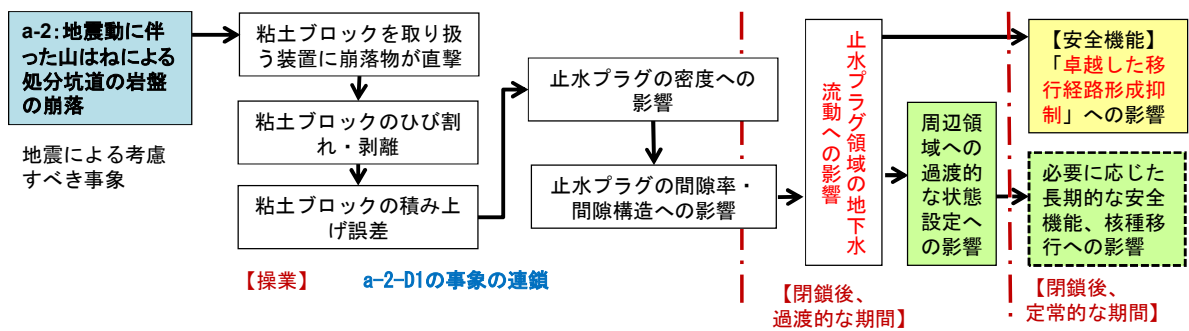 a-2:地震動に伴
った山はねによる
処分坑道の岩盤
の崩落
地震による考慮
すべき事象
粘土ブロックを取り扱
う装置に崩落物が直撃
粘土ブロックのひび割
れ・剥離
粘土ブロックの積み上
げ誤差
【操業】
a-2-D1の事象の連鎖
止水プラグの密度への
影響
止水プラグの間隙率・
間隙構造への影響
止水プラグ領域の地下水
流動への影響
周辺領
域への
過渡的
な状態
設定へ
の影響
【閉鎖後、
過渡的な期間】
【安全機能】
「卓越した移
行経路形成抑
制」への影響
必要に応じた
長期的な安全
機能、核種移
行への影響
【閉鎖後、
定常的な期間】